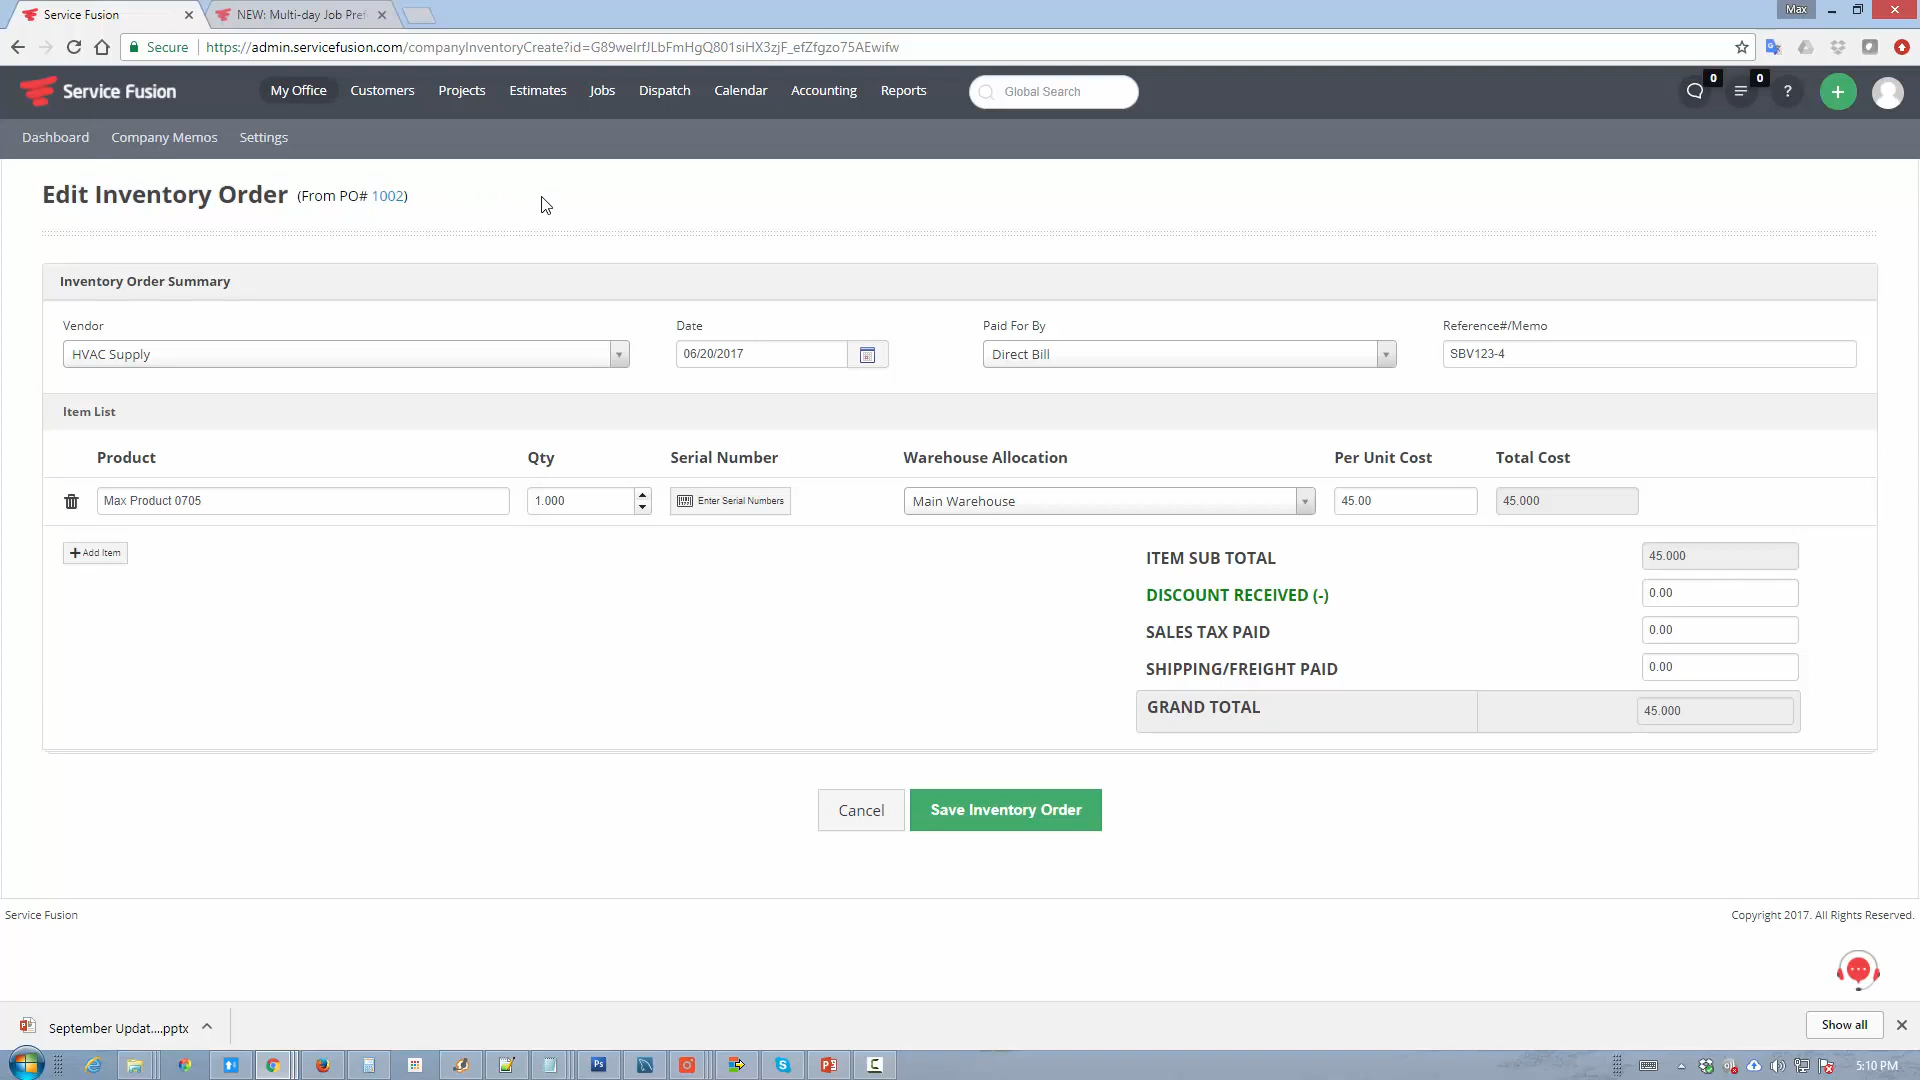 Service Fusion
NEW: Multi-day Job Pref
Max
Secure
https://admin.servicefusion.com/companyInventoryCreate?id=G89welrfJLbFmHgQ801siHX3zjF_efZfgzo75AEwifw
Service Fusion
My Office
Customers
Projects
Estimates
Jobs
Dispatch
Calendar
Accounting
Reports
Global Search
0
0
?
+
Dashboard
Company Memos
Settings
Edit Inventory Order (From PO# 1002)
Inventory Order Summary
Vendor
Date
Paid For By
Reference#/Memo
HVAC Supply
06/20/2017
Direct Bill
SBV123-4
Item List
Product
Qty
Serial Number
Warehouse Allocation
Per Unit Cost
Total Cost
Max Product 0705
1.000
Enter Serial Numbers
Main Warehouse
45.00
45.000
Add Item
ITEM SUB TOTAL
45.000
DISCOUNT RECEIVED (-)
0.00
SALES TAX PAID
0.00
SHIPPING/FREIGHT PAID
0.00
GRAND TOTAL
45.000
Cancel
Save Inventory Order
Service Fusion
Copyright 2017. All Rights Reserved.
September Updat....pptx
Show all
Ps
5:10 PM